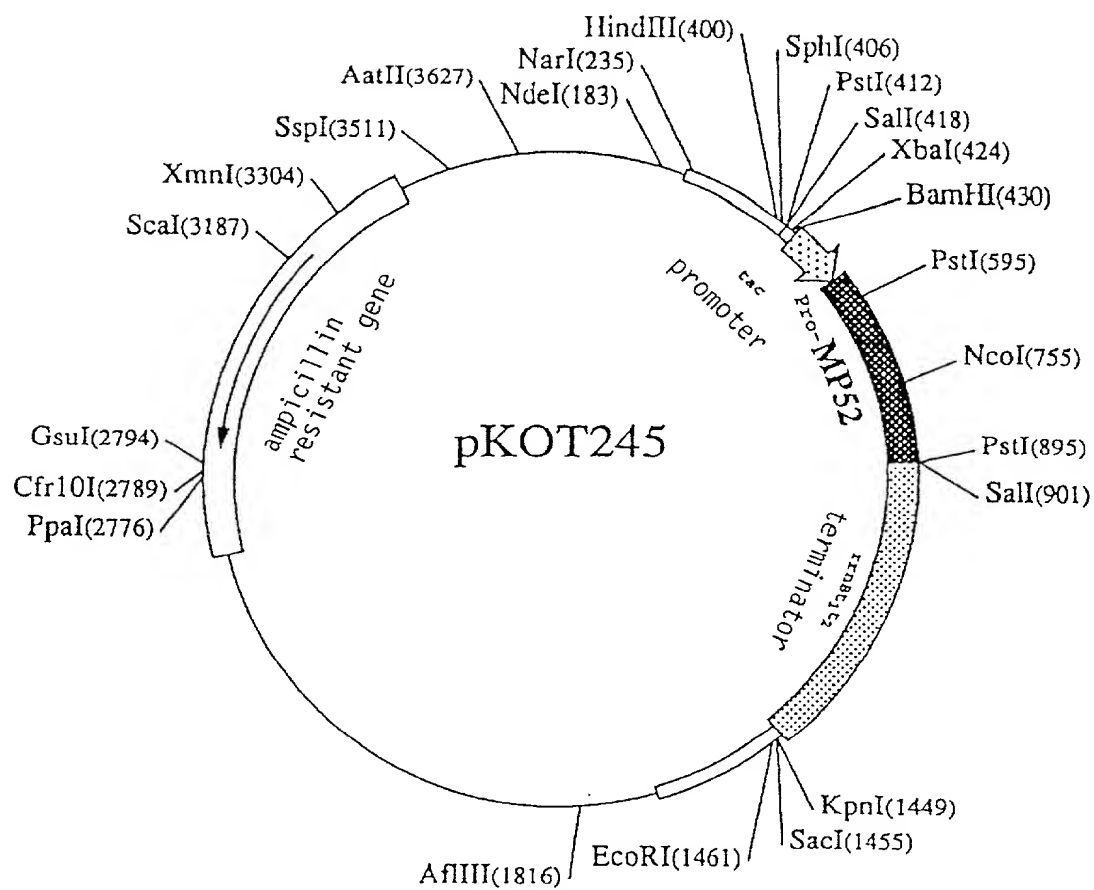 HindIII(400)
SphI(406)
NarI(235)
PstI(412)
AatII(3627)
NdeI(183)
SalI(418)
SspI(3511)
XbaI(424)
XmnI(3304)
BamHI(430)
ScaI(3187)
PstI(595)
tac
promoter
Pro-MP52
NcoI(755)
ampicillin
resistant gene
pKOT245
GsuI(2794)
PstI(895)
Cfr10I(2789)
SalI(901)
PpaI(2776)
terminator
rrnBt1t2
KpnI(1449)
SacI(1455)
EcoRI(1461)
AflIII(1816)